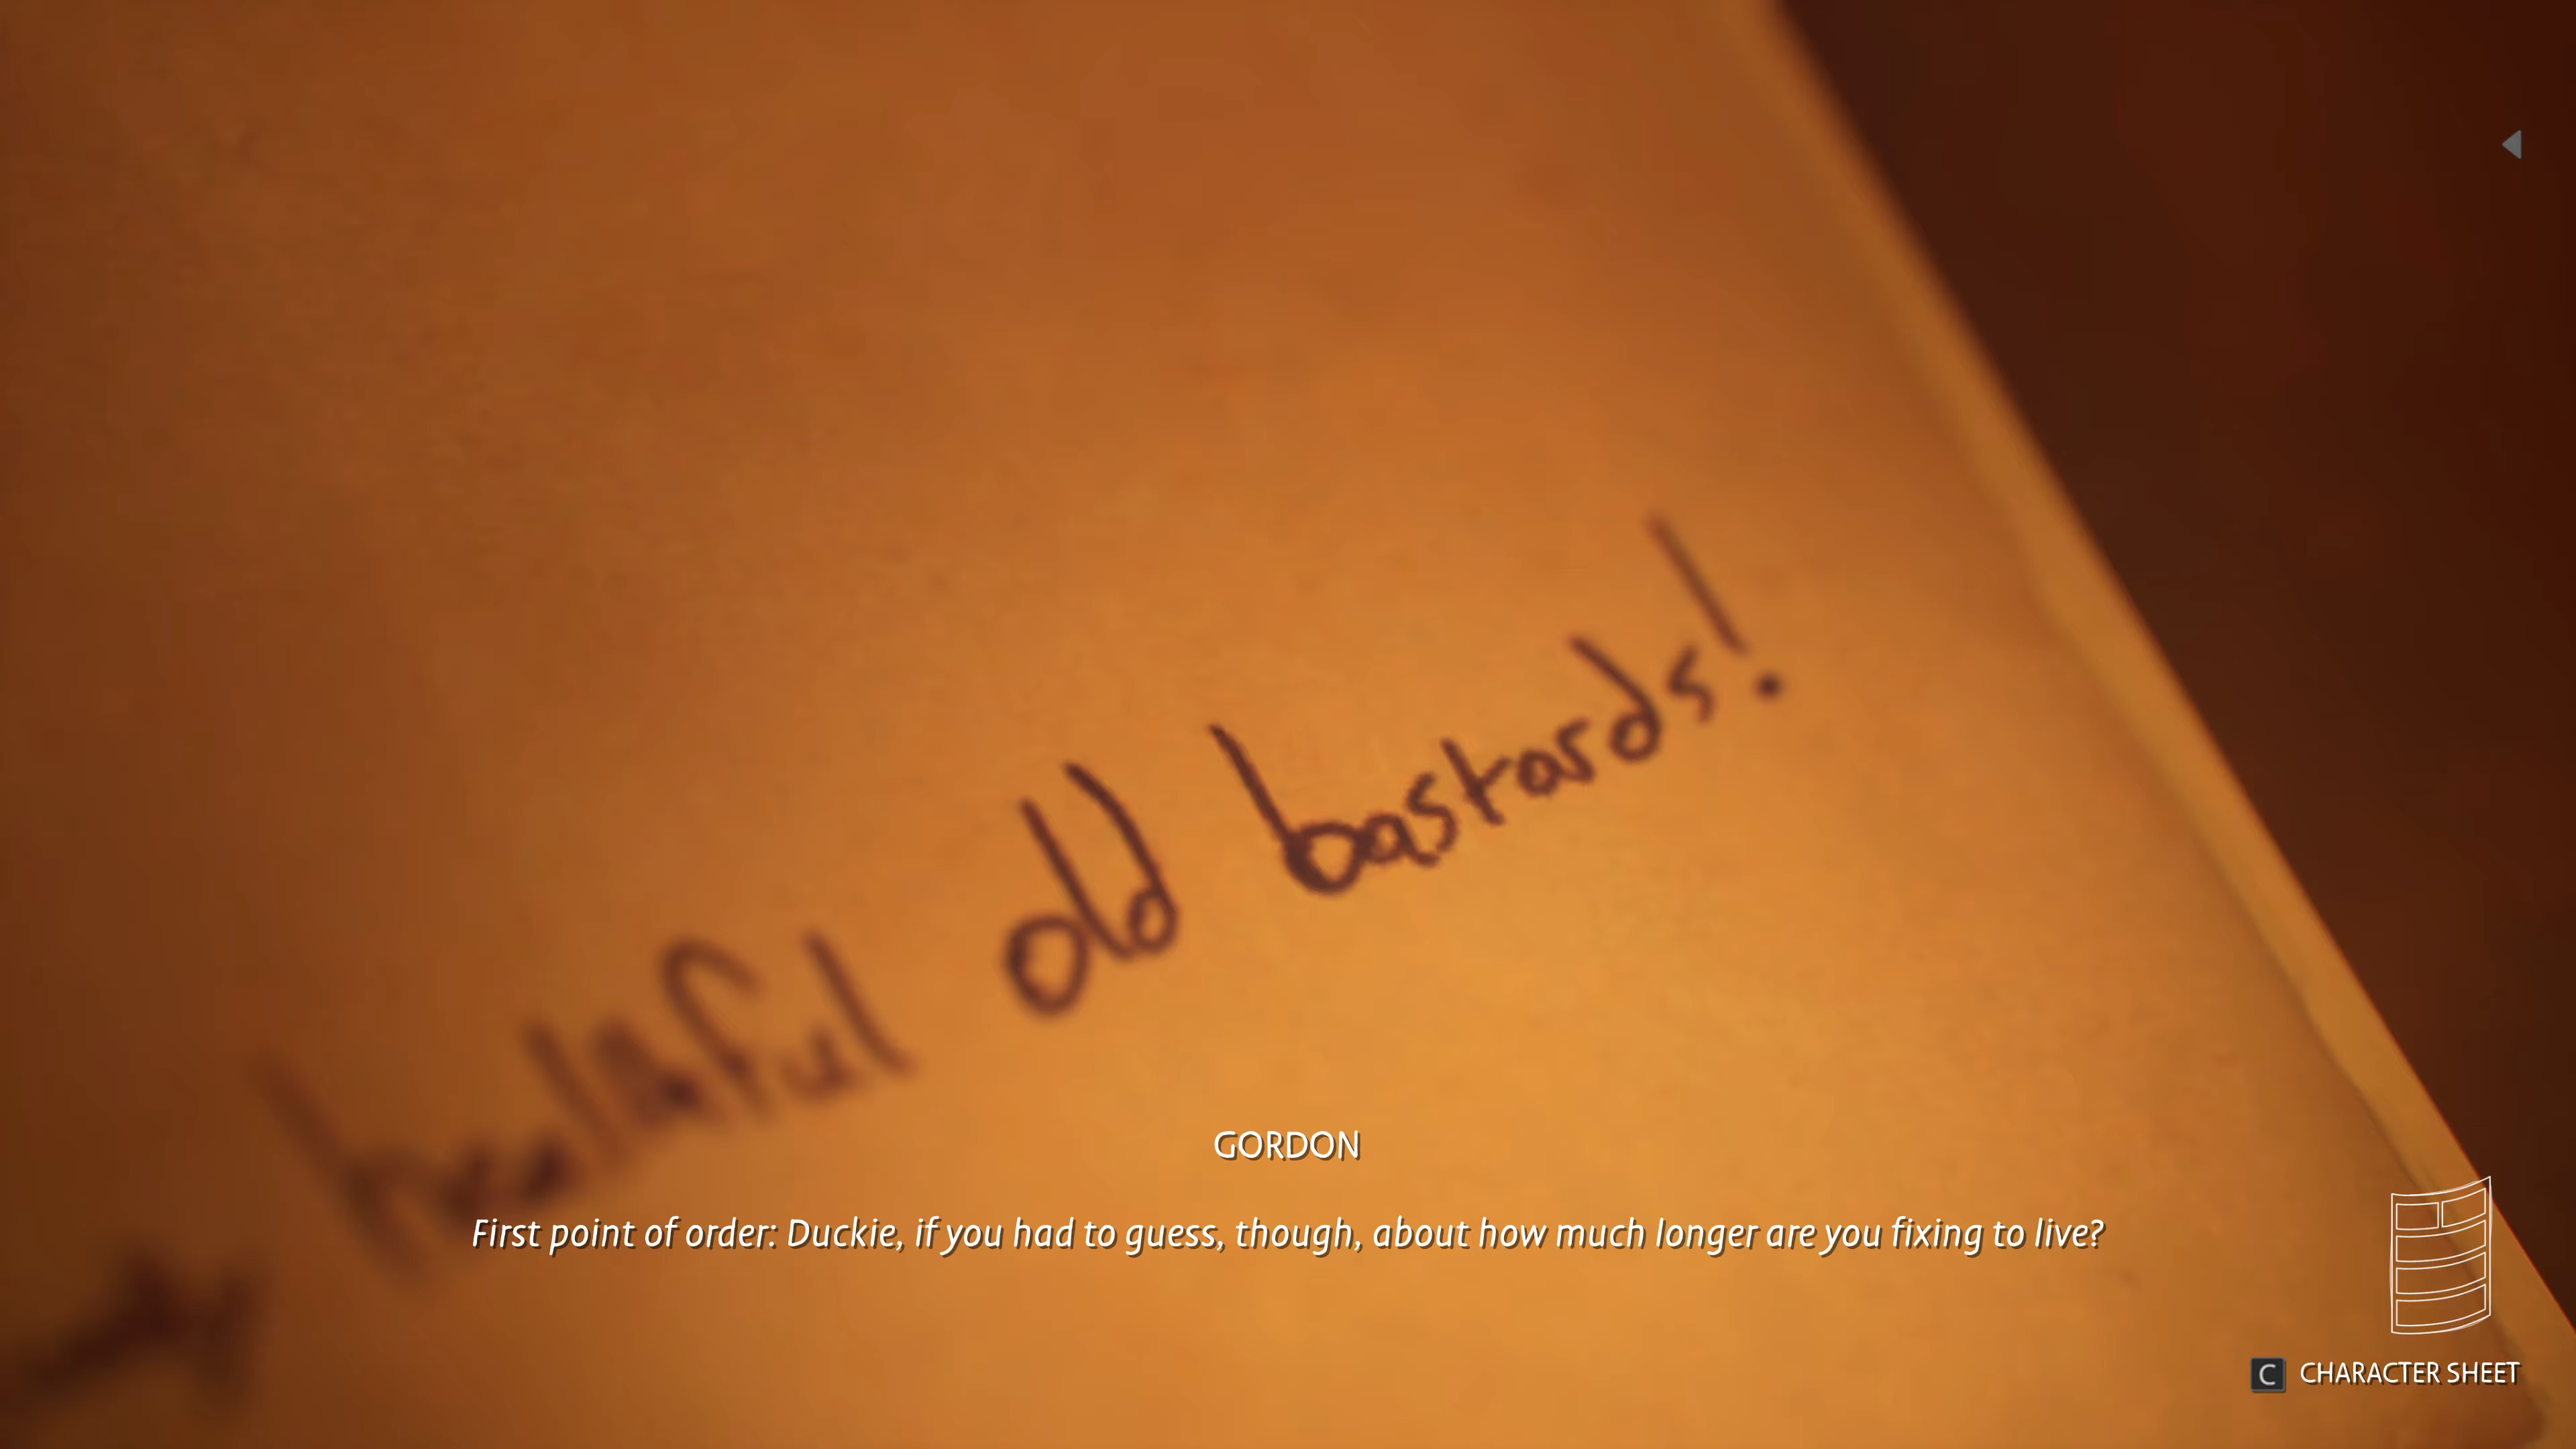 old bastards!
GORDON
First point of order: Duckie, if you had to guess, though, about how much longer are you fixing to live?
C CHARACTER SHEET